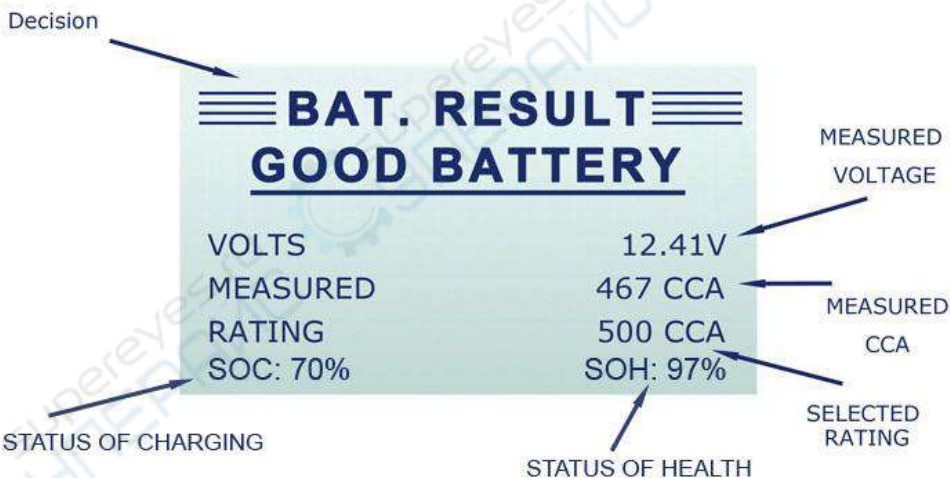 Decision
BAT. RESULT
GOOD BATTERY
MEASURED
VOLTAGE
VOLTS 12.41V
MEASURED 467 CCA
MEASURED
CCA
RATING 500 CCA
SOC: 70% SOH: 97%
SELECTED
RATING
STATUS OF CHARGING
STATUS OF HEALTH